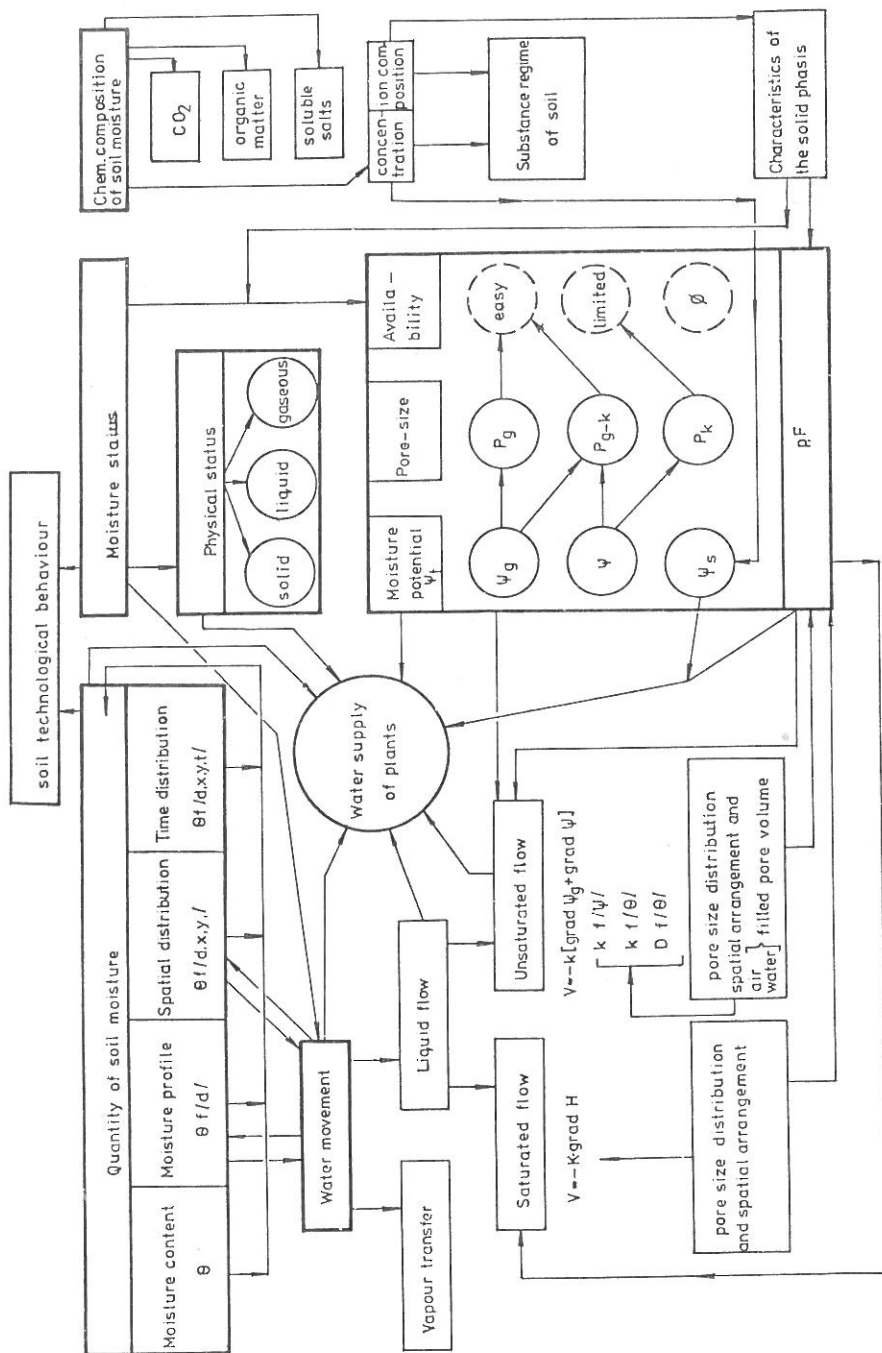 soil technological behaviour
Quantity of soil moisture
Moisture content
θ
Moisture profile
θ f/d/
Spatial distribution
θ f/d,x,y,/
Time distribution
θf/d,x,y,t/
Moisture status
Chem. composition
of soil moisture
CO2
organic
matter
soluble
salts
Physical status
solid
liquid
gaseous
concen-
tration
ion com-
position
Substance regime
of soil
Characteristics of
the solid phasis
Water movement
Vapour transfer
Liquid flow
Water supply
of plants
Saturated flow
V=-K·grad H
Unsaturated flow
V=-k[grad ψg+grad ψ]
k f/ψ/
k f/θ/
D f/θ/
Moisture
potential
ψt
Pore-size
Availa-
bility
ψg
Pg
easy
ψ
Pg-k
limited
ψs
Pk
ø
pF
pore size distribution
and spatial arrangement
pore size distribution
spatial arrangement and
air
water]} filled pore volume